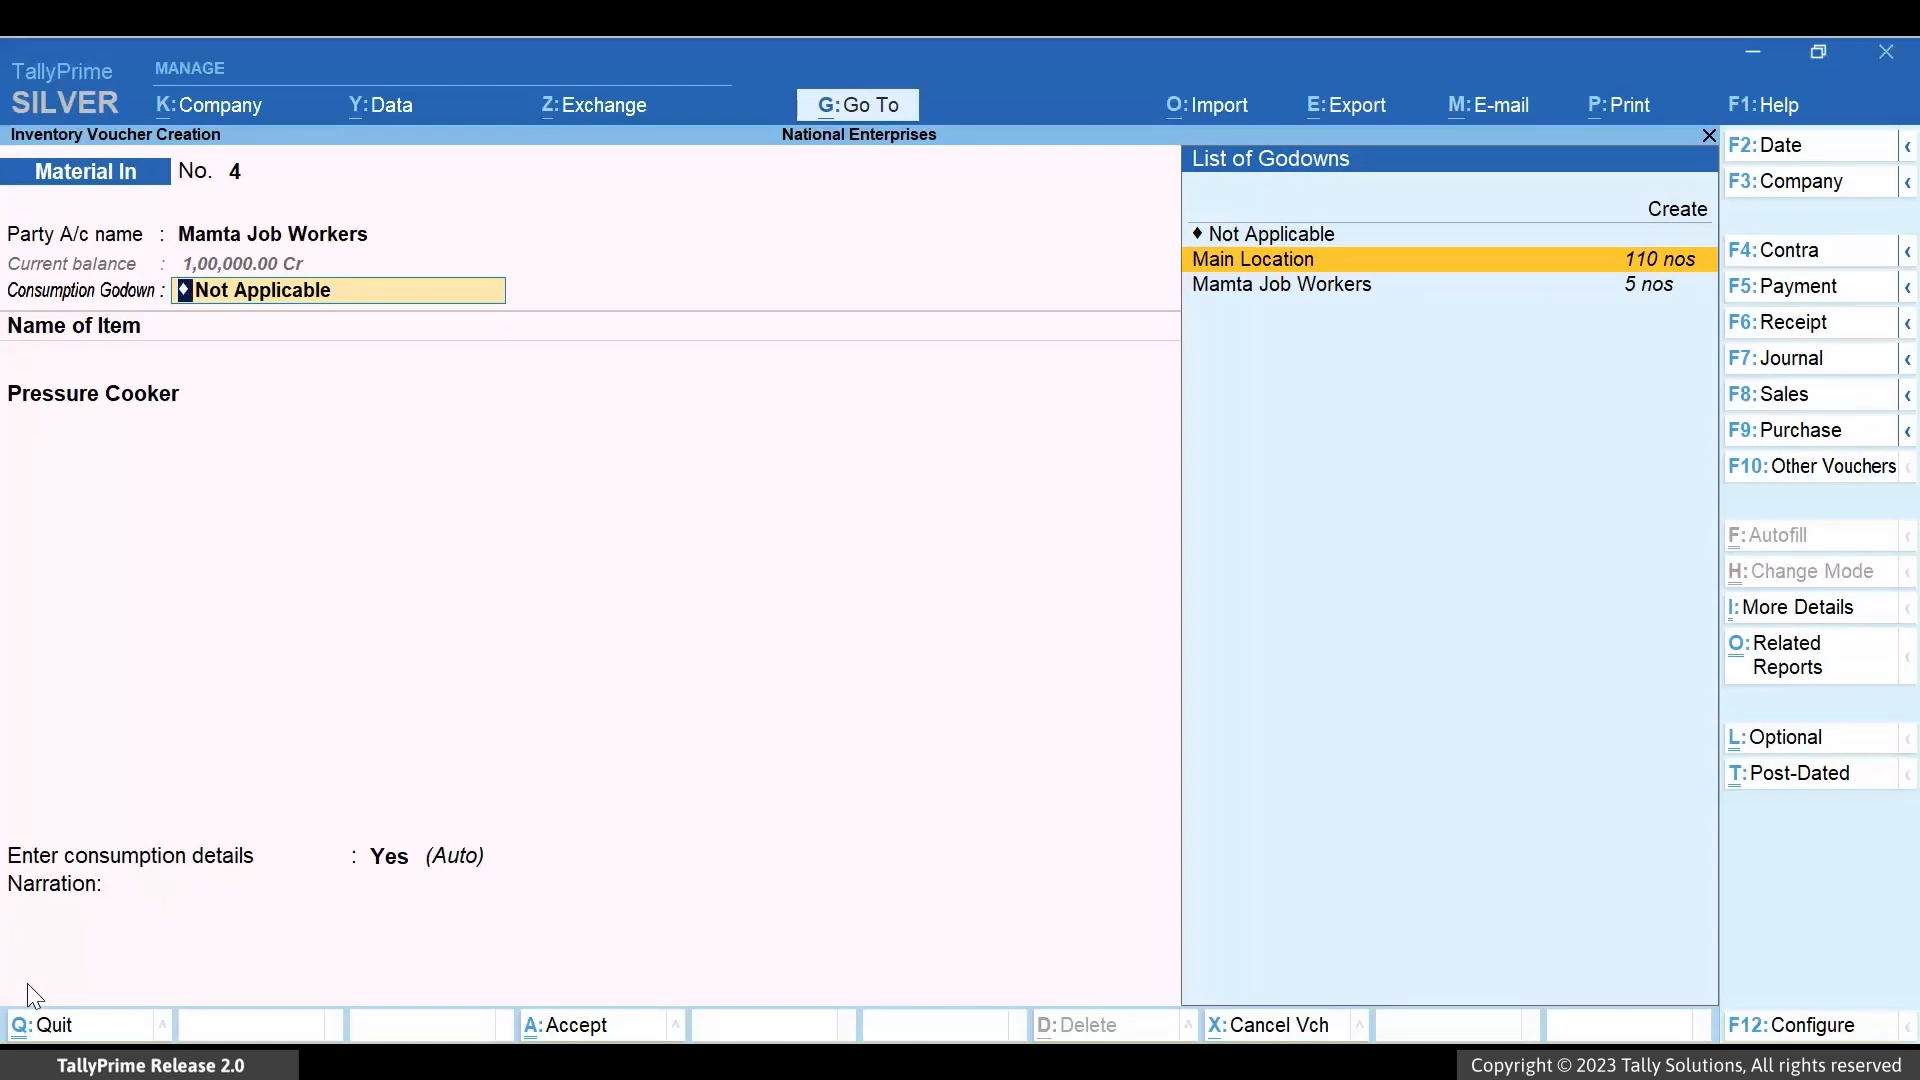 TallyPrime
SILVER
MANAGE
K:Company
Y:Data
Z:Exchange
G:Go To
O:Import
E:Export
M:E-mail
P:Print
F1:Help
Inventory Voucher Creation
National Enterprises
Material In No. 4
Party A/c name : Mamta Job Workers
Current balance : 1,00,000.00 Cr
Consumption Godown : ♦ Not Applicable
Name of Item
Pressure Cooker
Enter consumption details : Yes (Auto)
Narration:
List of Godowns
Create
♦ Not Applicable
Main Location 110 nos
Mamta Job Workers 5 nos
F2:Date
F3:Company
F4:Contra
F5:Payment
F6:Receipt
F7:Journal
F8:Sales
F9:Purchase
F10:Other Vouchers
F:Autofill
H:Change Mode
I:More Details
O:Related
Reports
L:Optional
T:Post-Dated
Q:Quit
A:Accept
D:Delete
X:Cancel Vch
F12:Configure
TallyPrime Release 2.0
Copyright © 2023 Tally Solutions, All rights reserved